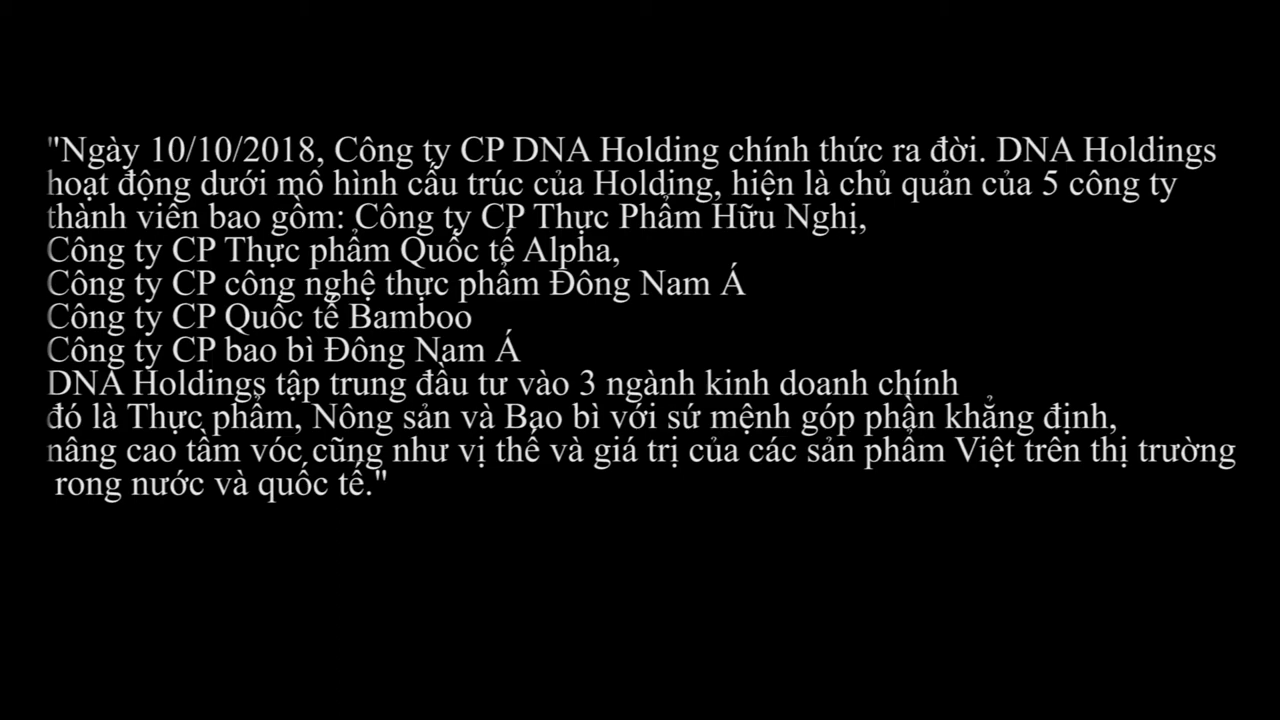 "Ngày 10/10/2018, Công ty CP DNA Holding chính thức ra đời. DNA Holdings
hoạt động dưới mô hình cấu trúc của Holding, hiện là chủ quản của 5 công ty
thành viên bao gồm: Công ty CP Thực Phẩm Hữu Nghị,
Công ty CP Thực phẩm Quốc tế Alpha,
Công ty CP công nghệ thực phẩm Đông Nam Á
Công ty CP Quốc tế Bamboo
Công ty CP bao bì Đông Nam Á
DNA Holdings tập trung đầu tư vào 3 ngành kinh doanh chính
đó là Thực phẩm, Nông sản và Bao bì với sứ mệnh góp phần khẳng định,
nâng cao tầm vóc cũng như vị thế và giá trị của các sản phẩm Việt trên thị trường
rong nước và quốc tế."